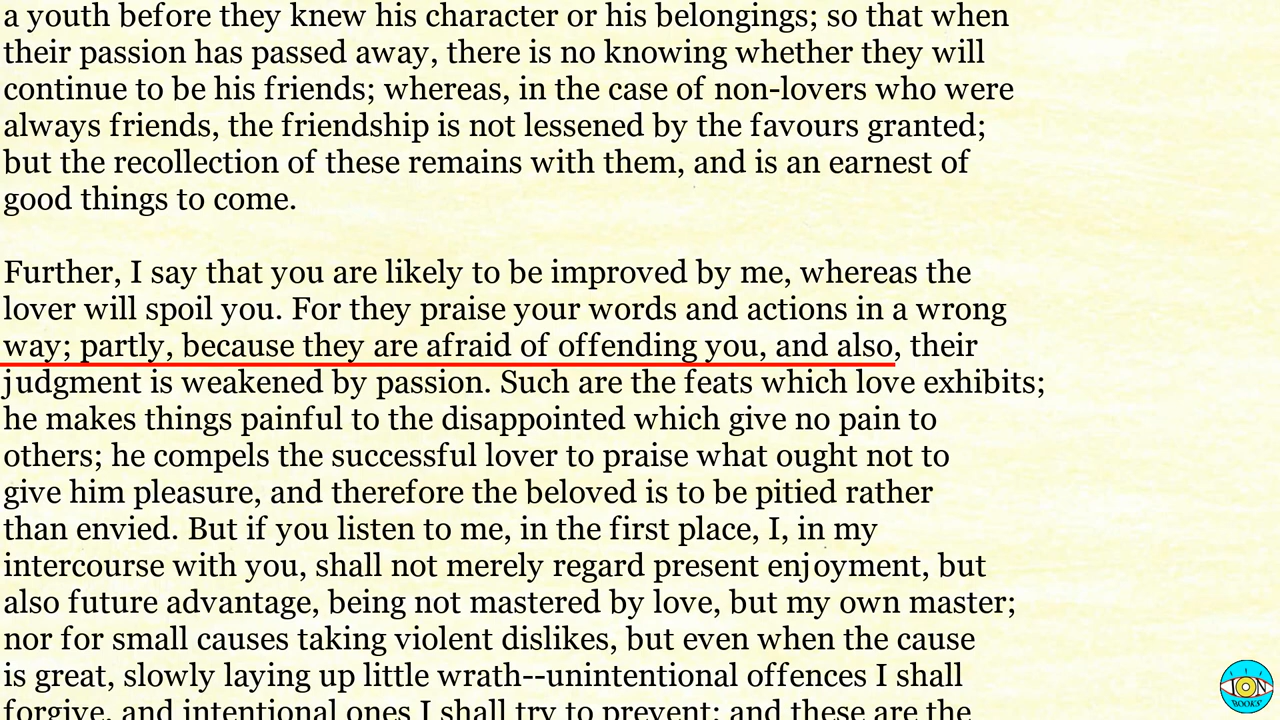 a youth before they knew his character or his belongings; so that when
their passion has passed away, there is no knowing whether they will
continue to be his friends; whereas, in the case of non-lovers who were
always friends, the friendship is not lessened by the favours granted;
but the recollection of these remains with them, and is an earnest of
good things to come.
Further, I say that you are likely to be improved by me, whereas the
lover will spoil you. For they praise your words and actions in a wrong
way; partly, because they are afraid of offending you, and also, their
judgment is weakened by passion. Such are the feats which love exhibits;
he makes things painful to the disappointed which give no pain to
others; he compels the successful lover to praise what ought not to
give him pleasure, and therefore the beloved is to be pitied rather
than envied. But if you listen to me, in the first place, I, in my
intercourse with you, shall not merely regard present enjoyment, but
also future advantage, being not mastered by love, but my own master;
nor for small causes taking violent dislikes, but even when the cause
is great, slowly laying up little wrath--unintentional offences I shall
forgive, and intentional ones I shall try to prevent; and these are the
ION
BOOKS